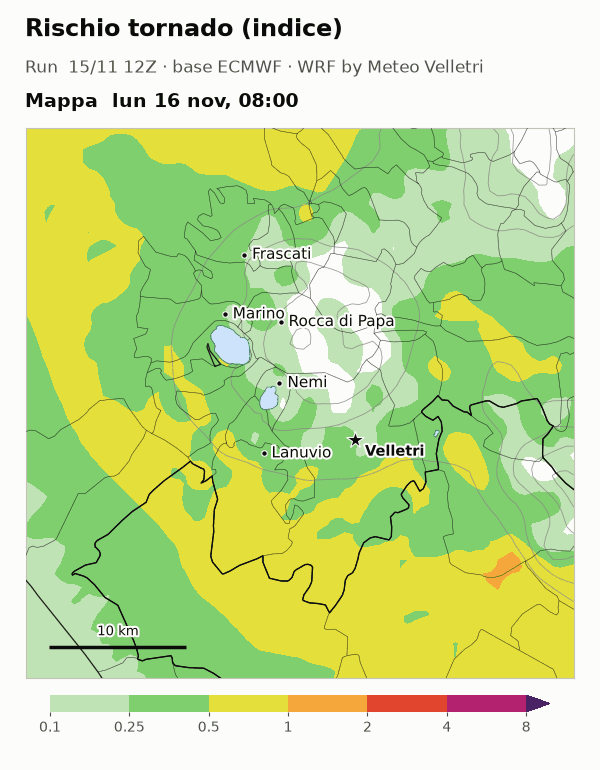 Rischio tornado (indice)
Run  15/11 12Z · base ECMWF · WRF by Meteo Velletri
Mappa  lun 16 nov, 08:00
Frascati
Marino
Rocca di Papa
Nemi
Velletri
Lanuvio
10 km
0.1 0.25 0.5 1 2 4 8